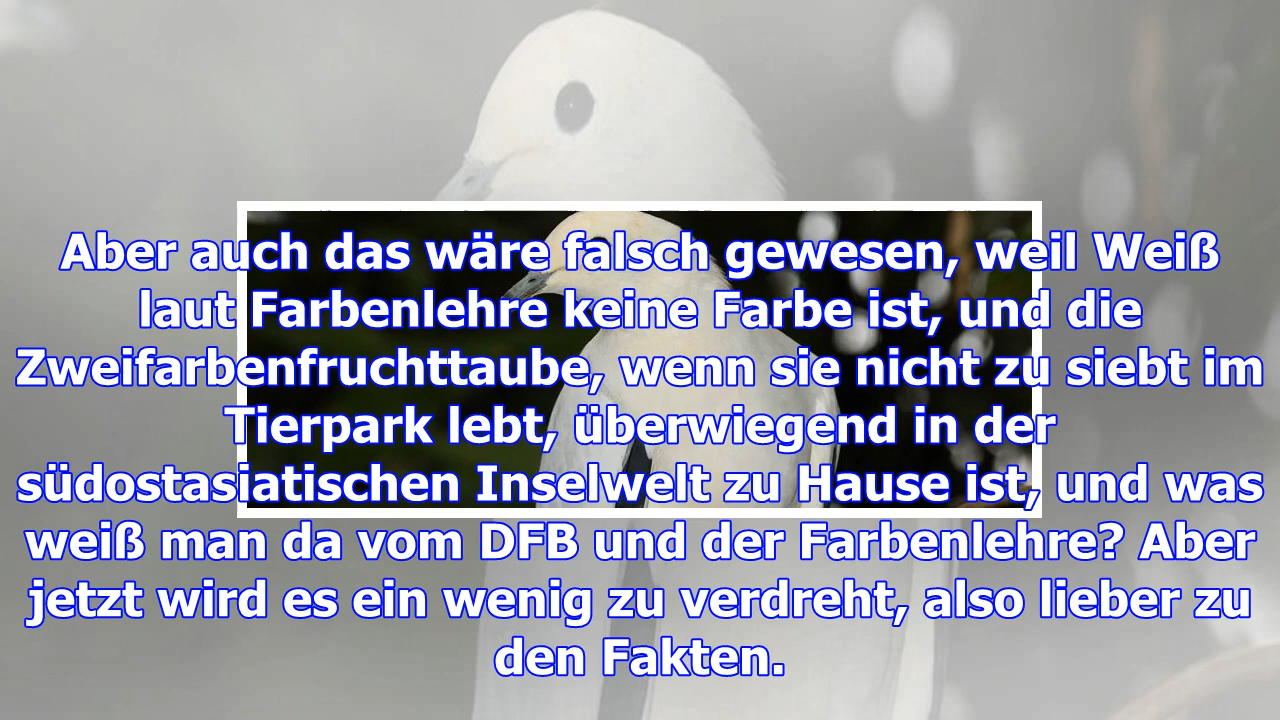 Aber auch das wäre falsch gewesen, weil Weiß
laut Farbenlehre keine Farbe ist, und die
Zweifarbenfruchttaube, wenn sie nicht zu siebt im
Tierpark lebt, überwiegend in der
südostasiatischen Inselwelt zu Hause ist, und was
weiß man da vom DFB und der Farbenlehre? Aber
jetzt wird es ein wenig zu verdreht, also lieber zu
den Fakten.